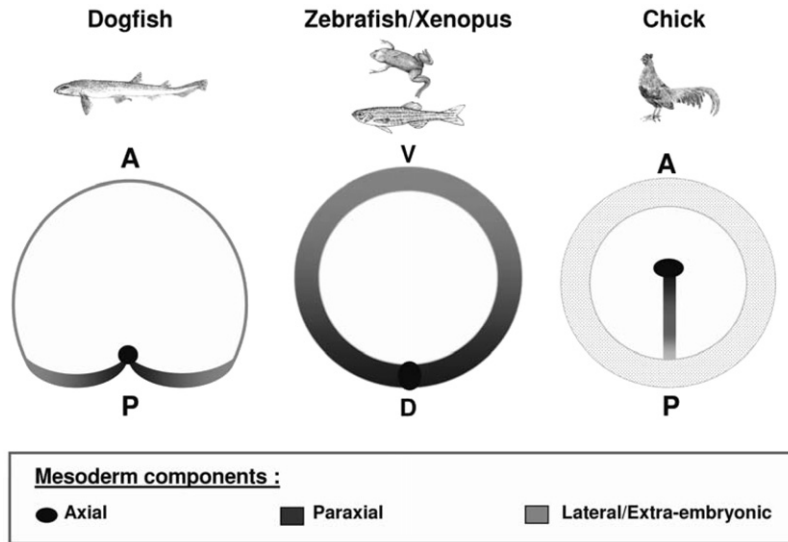 Dogfish Zebrafish/Xenopus Chick
A V A
P D P
Mesoderm components :
Axial Paraxial Lateral/Extra-embryonic